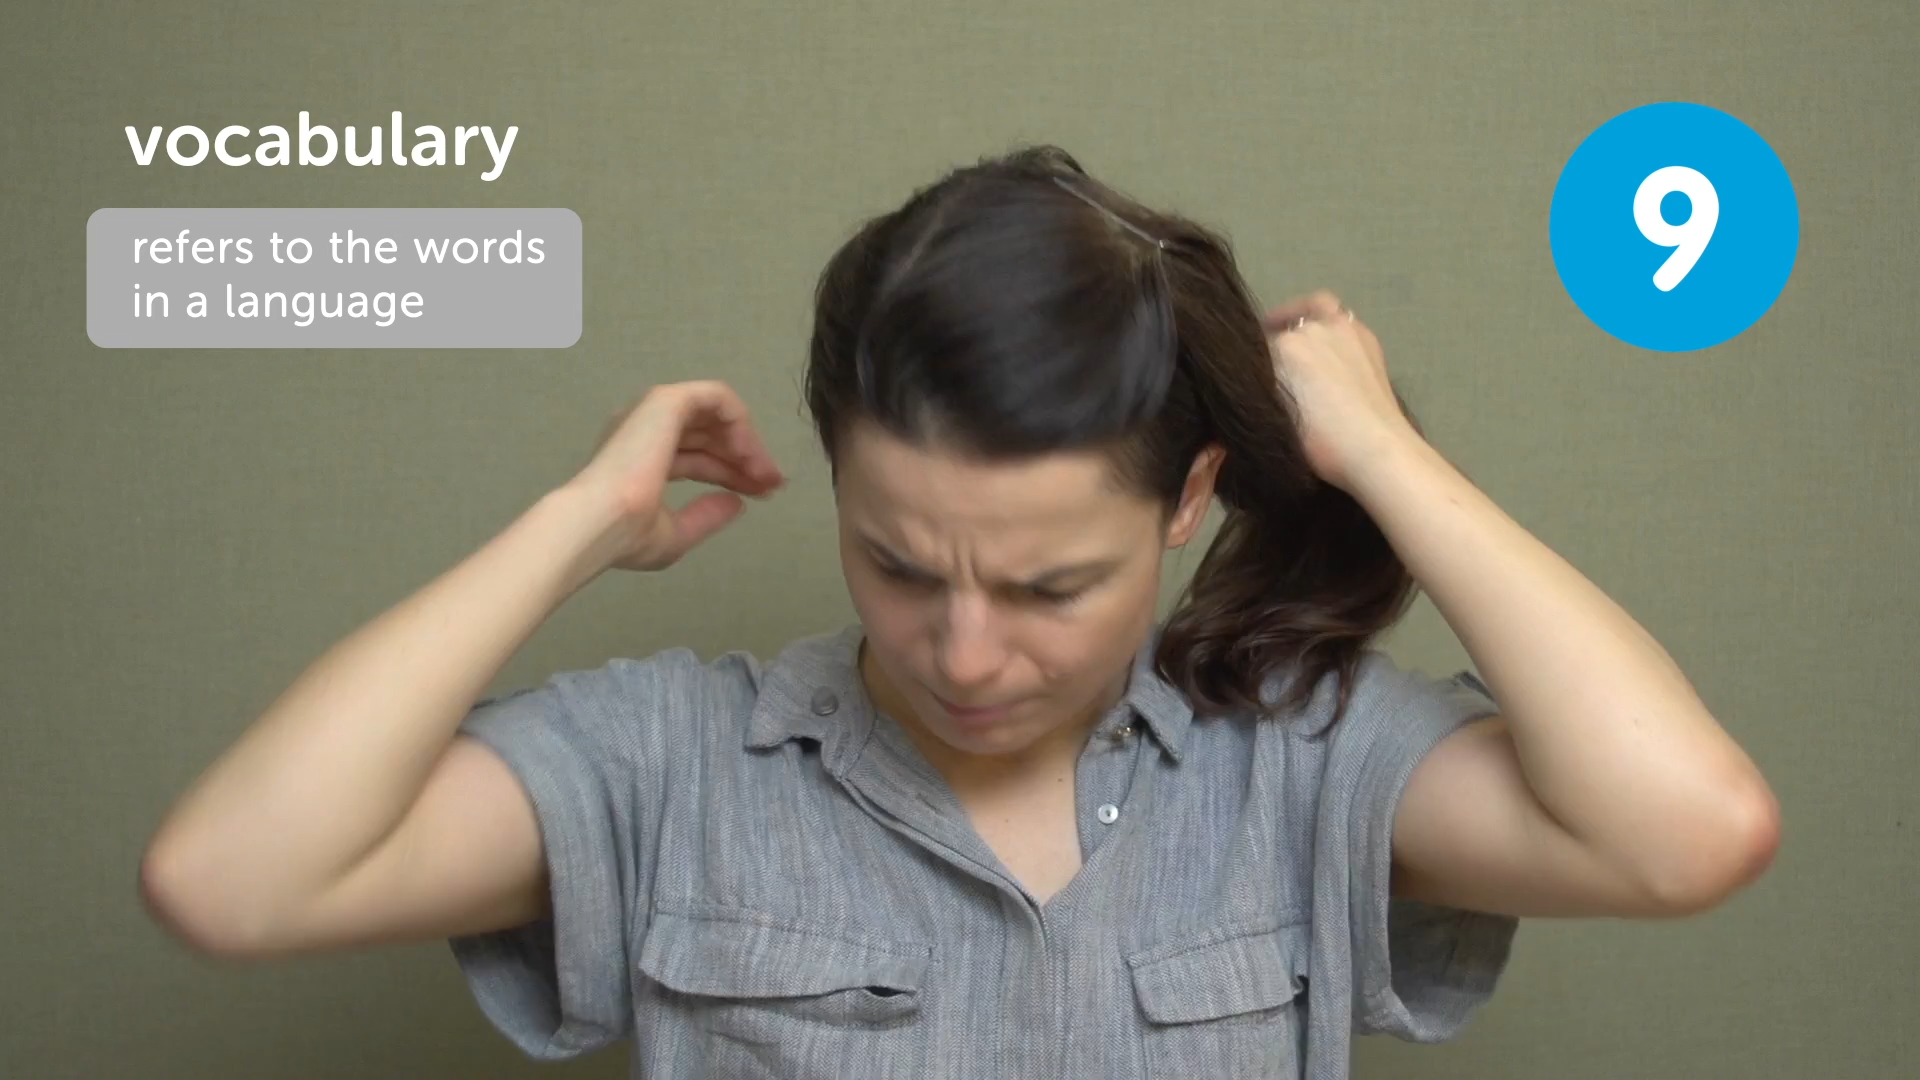 vocabulary
refers to the words
in a language
9